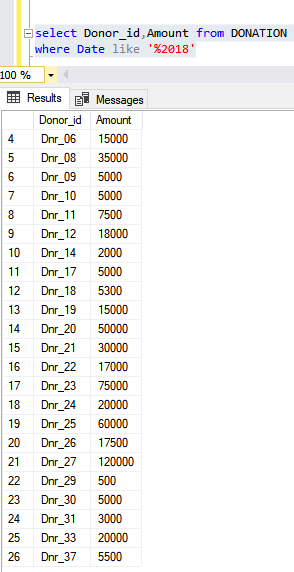 select Donor_id,Amount from DONATION
where Date like '%2018'
100 %
Results Messages
Donor_id Amount
4 Dnr_06 15000
5 Dnr_08 35000
6 Dnr_09 5000
7 Dnr_10 5000
8 Dnr_11 7500
9 Dnr_12 18000
10 Dnr_14 2000
11 Dnr_17 5000
12 Dnr_18 5300
13 Dnr_19 15000
14 Dnr_20 50000
15 Dnr_21 30000
16 Dnr_22 17000
17 Dnr_23 75000
18 Dnr_24 20000
19 Dnr_25 60000
20 Dnr_26 17500
21 Dnr_27 120000
22 Dnr_29 500
23 Dnr_30 5000
24 Dnr_31 3000
25 Dnr_33 20000
26 Dnr_37 5500